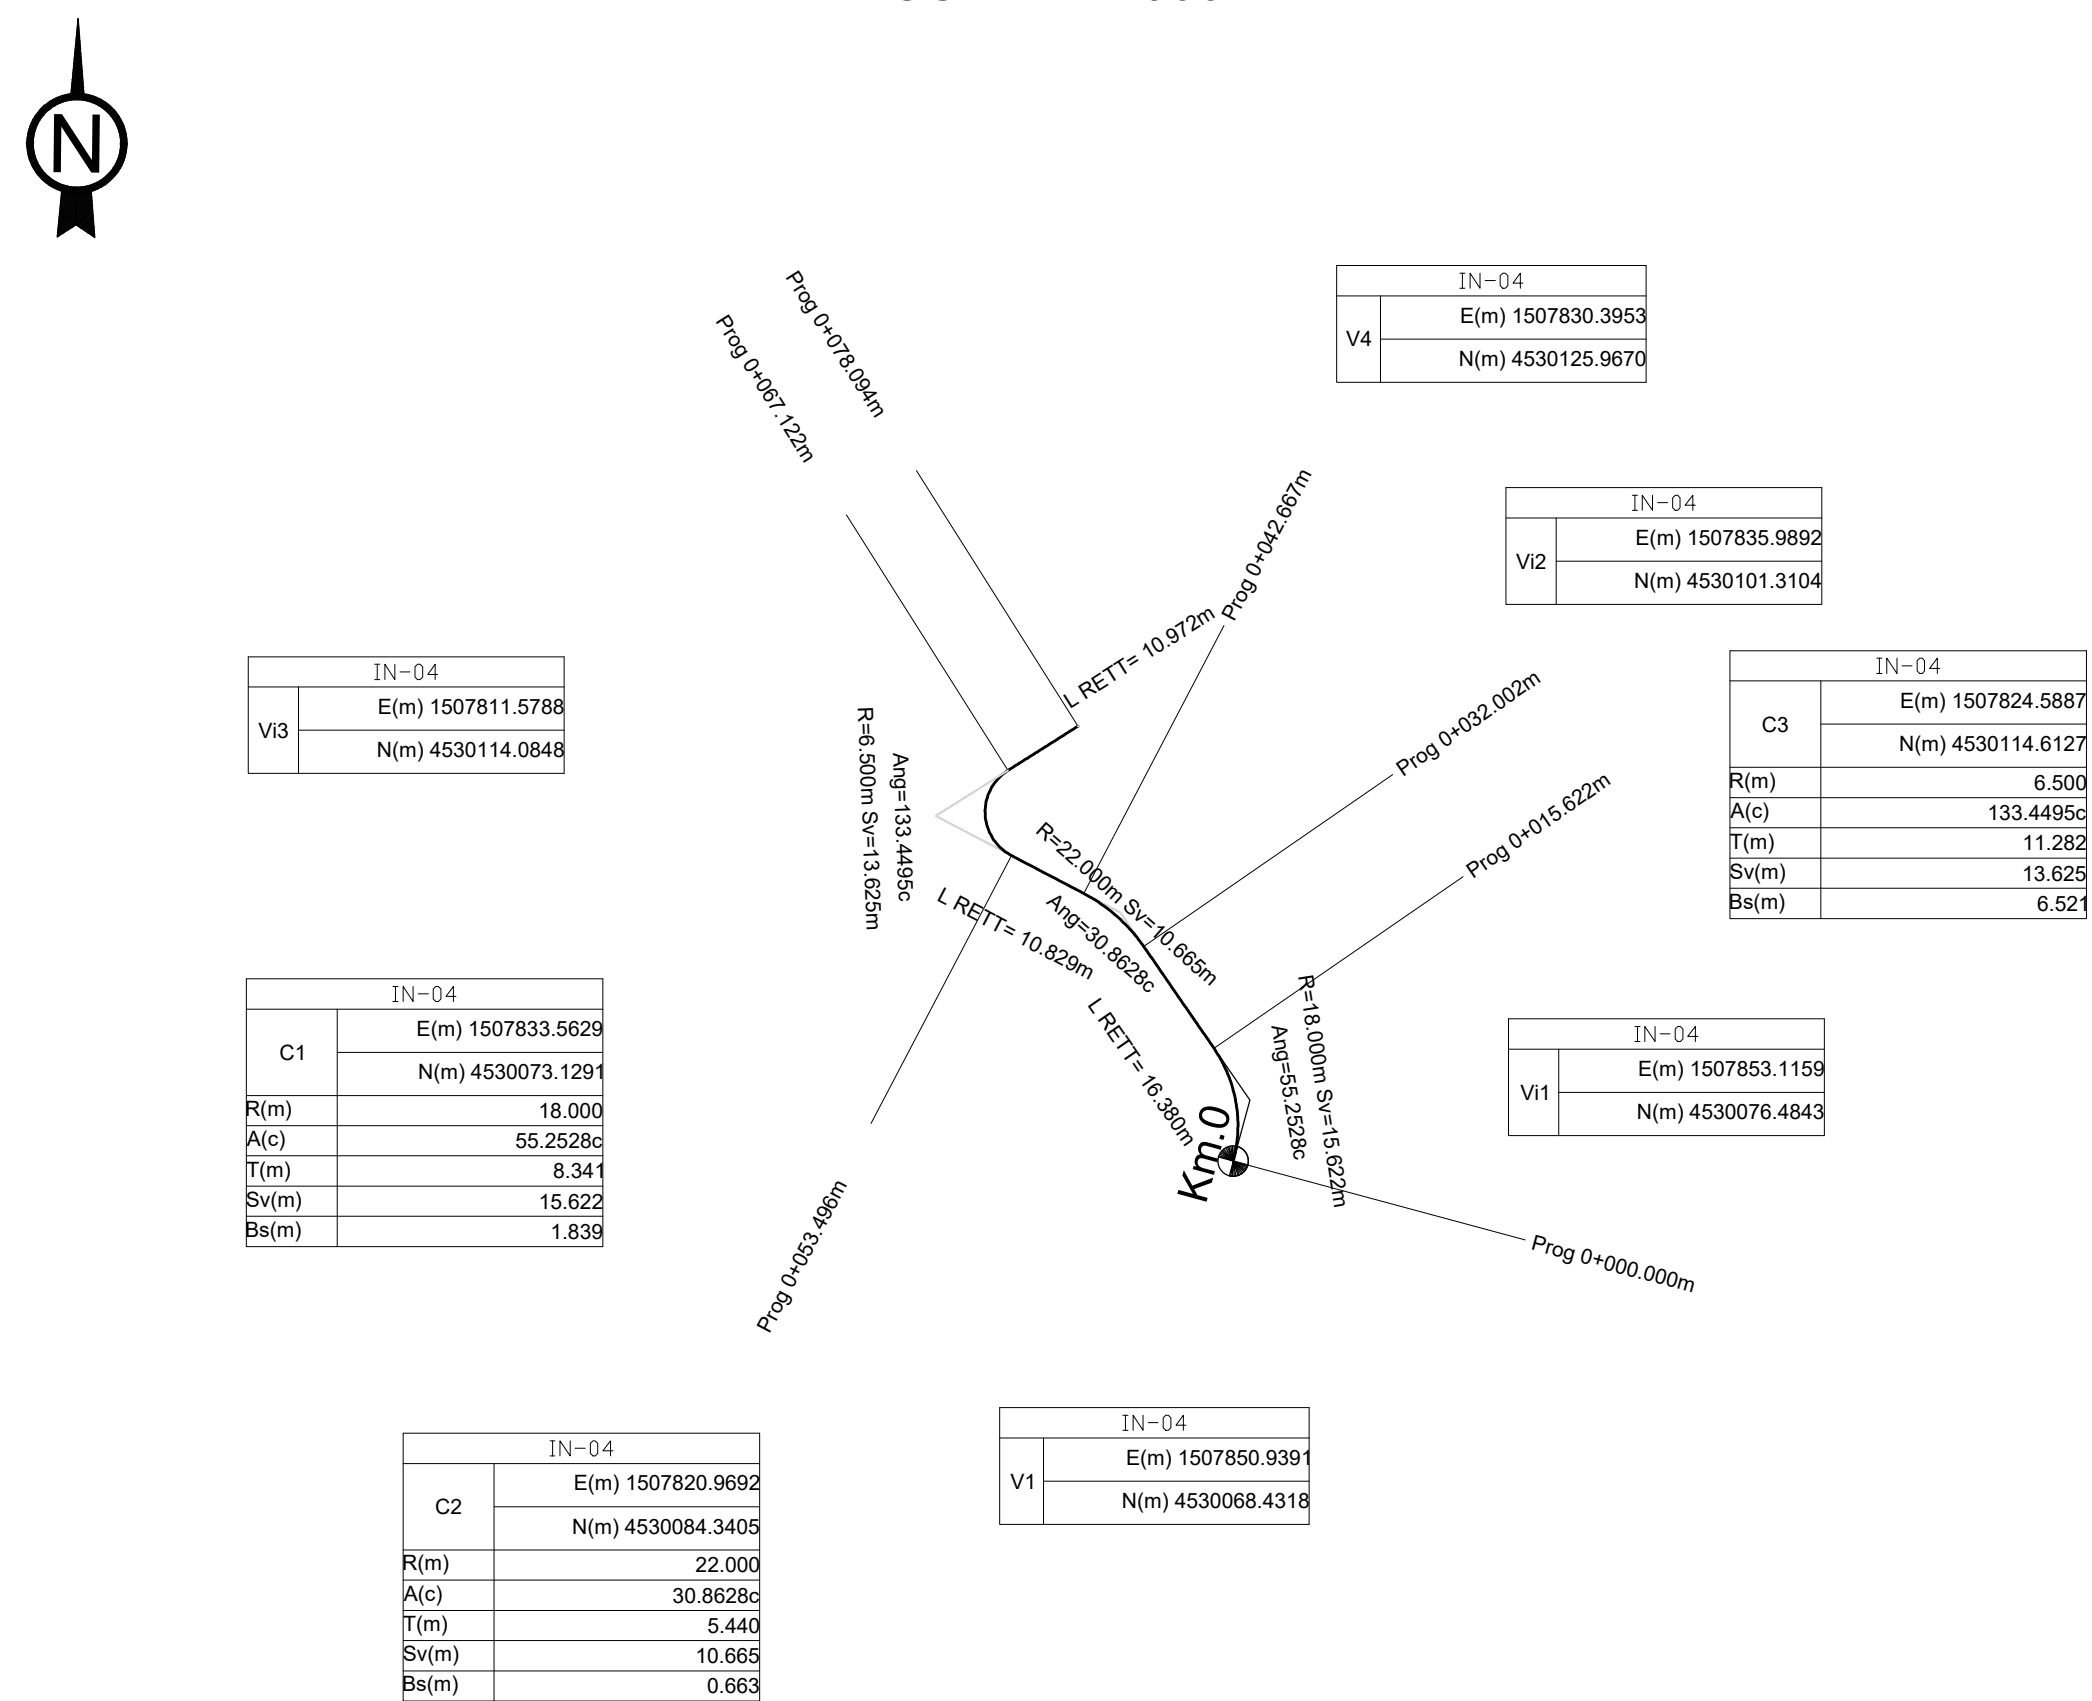 N
Prog 0+078.094m
Prog 0+067.122m
IN-04
V4
E(m) 1507830.3953
N(m) 4530125.9670
Prog 0+042.667m
IN-04
Vi2
E(m) 1507835.9892
N(m) 4530101.3104
L RETT= 10.972m
Prog 0+032.002m
IN-04
Vi3
E(m) 1507811.5788
N(m) 4530114.0848
IN-04
C3
E(m) 1507824.5887
N(m) 4530114.6127
R(m) 6.500
A(c) 133.4495c
T(m) 11.282
Sv(m) 13.625
Bs(m) 6.521
R=6.500m Sv=13.625m
Ang=133.4495c
Prog 0+015.622m
R=22.000m Sv=10.665m
Ang=30.8628c
L RETT= 10.829m
IN-04
C1
E(m) 1507833.5629
N(m) 4530073.1291
R(m) 18.000
A(c) 55.2528c
T(m) 8.341
Sv(m) 15.622
Bs(m) 1.839
L RETT= 16.380m
R=18.000m Sv=15.622m
Ang=55.2528c
IN-04
Vi1
E(m) 1507853.1159
N(m) 4530076.4843
Km.0
Prog 0+053.496m
Prog 0+000.000m
IN-04
V1
E(m) 1507850.9391
N(m) 4530068.4318
IN-04
C2
E(m) 1507820.9692
N(m) 4530084.3405
R(m) 22.000
A(c) 30.8628c
T(m) 5.440
Sv(m) 10.665
Bs(m) 0.663